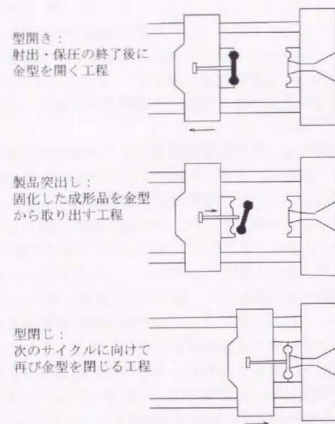 型開き：
射出・保圧の終了後に
金型を開く工程
製品突出し：
固化した成形品を金型
から取り出す工程
型閉じ：
次のサイクルに向けて
再び金型を閉じる工程